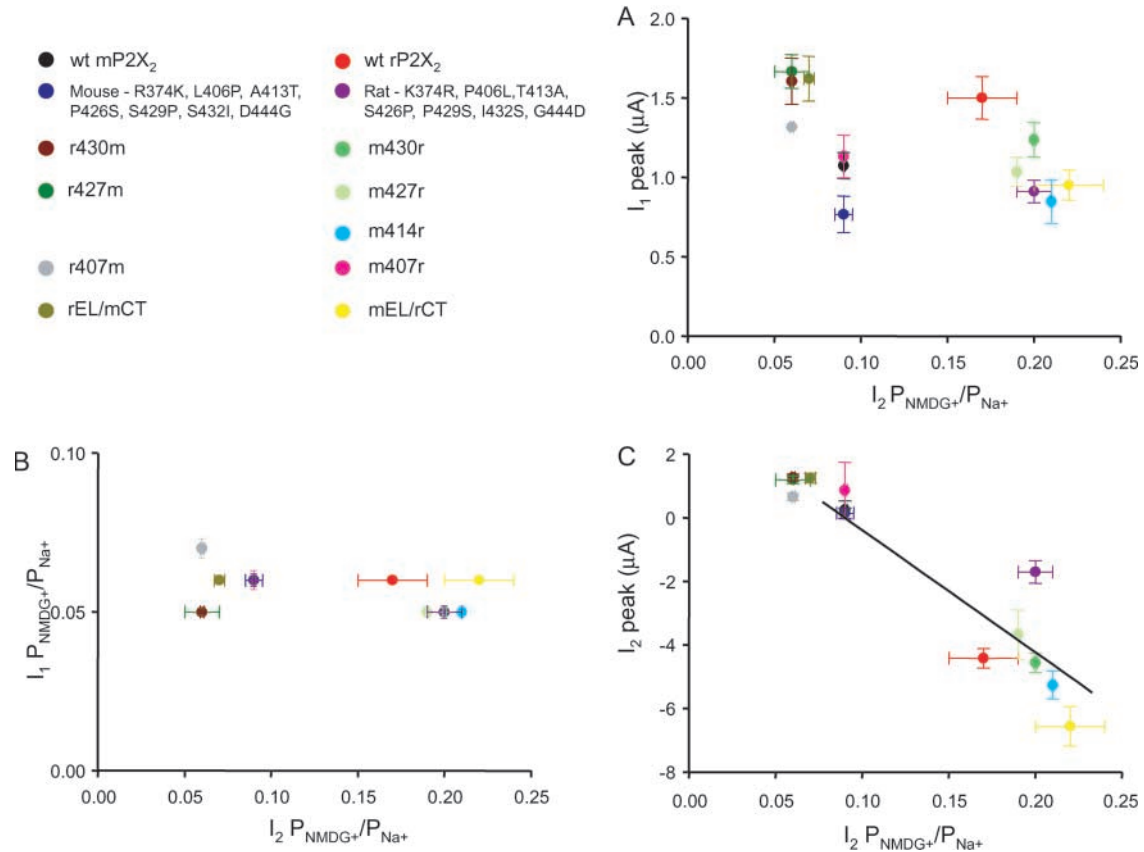 wt mP2X2
wt rP2X2
Mouse - R374K, L406P, A413T,
P426S, S429P, S432I, D444G
Rat - K374R, P406L,T413A,
S426P, P429S, I432S, G444D
r430m
m430r
r427m
m427r
m414r
r407m
m407r
rEL/mCT
mEL/rCT
A
2.0
1.5
1.0
0.5
0.0
I1 peak (μA)
0.00 0.05 0.10 0.15 0.20 0.25
I2 PNMDG+/PNa+
B
0.10
0.05
0.00
I1 PNMDG+/PNa+
0.00 0.05 0.10 0.15 0.20 0.25
I2 PNMDG+/PNa+
C
2
0
-2
-4
-6
-8
I2 peak (μA)
0.00 0.05 0.10 0.15 0.20 0.25
I2 PNMDG+/PNa+